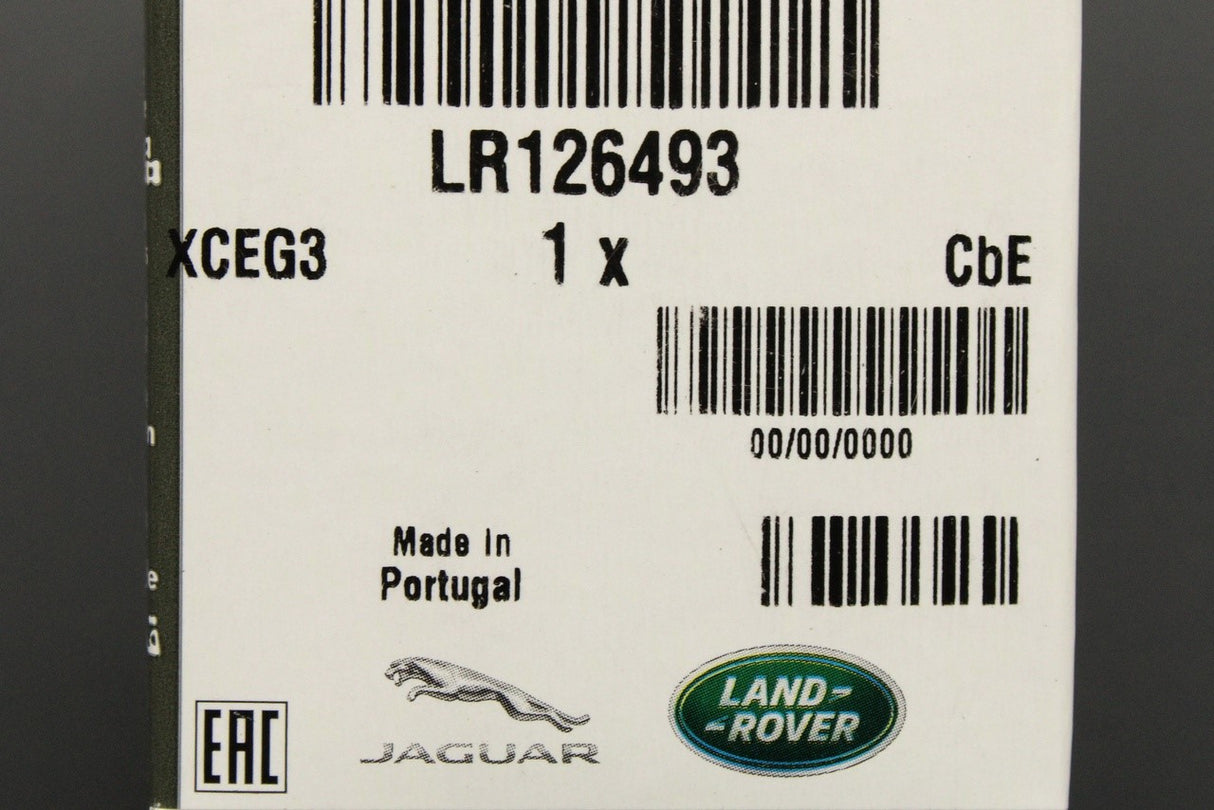 LR126493
XCEG3 1 x CbE
00/00/0000
Made in
Portugal
JAGUAR
LAND-
-ROVER
EAC